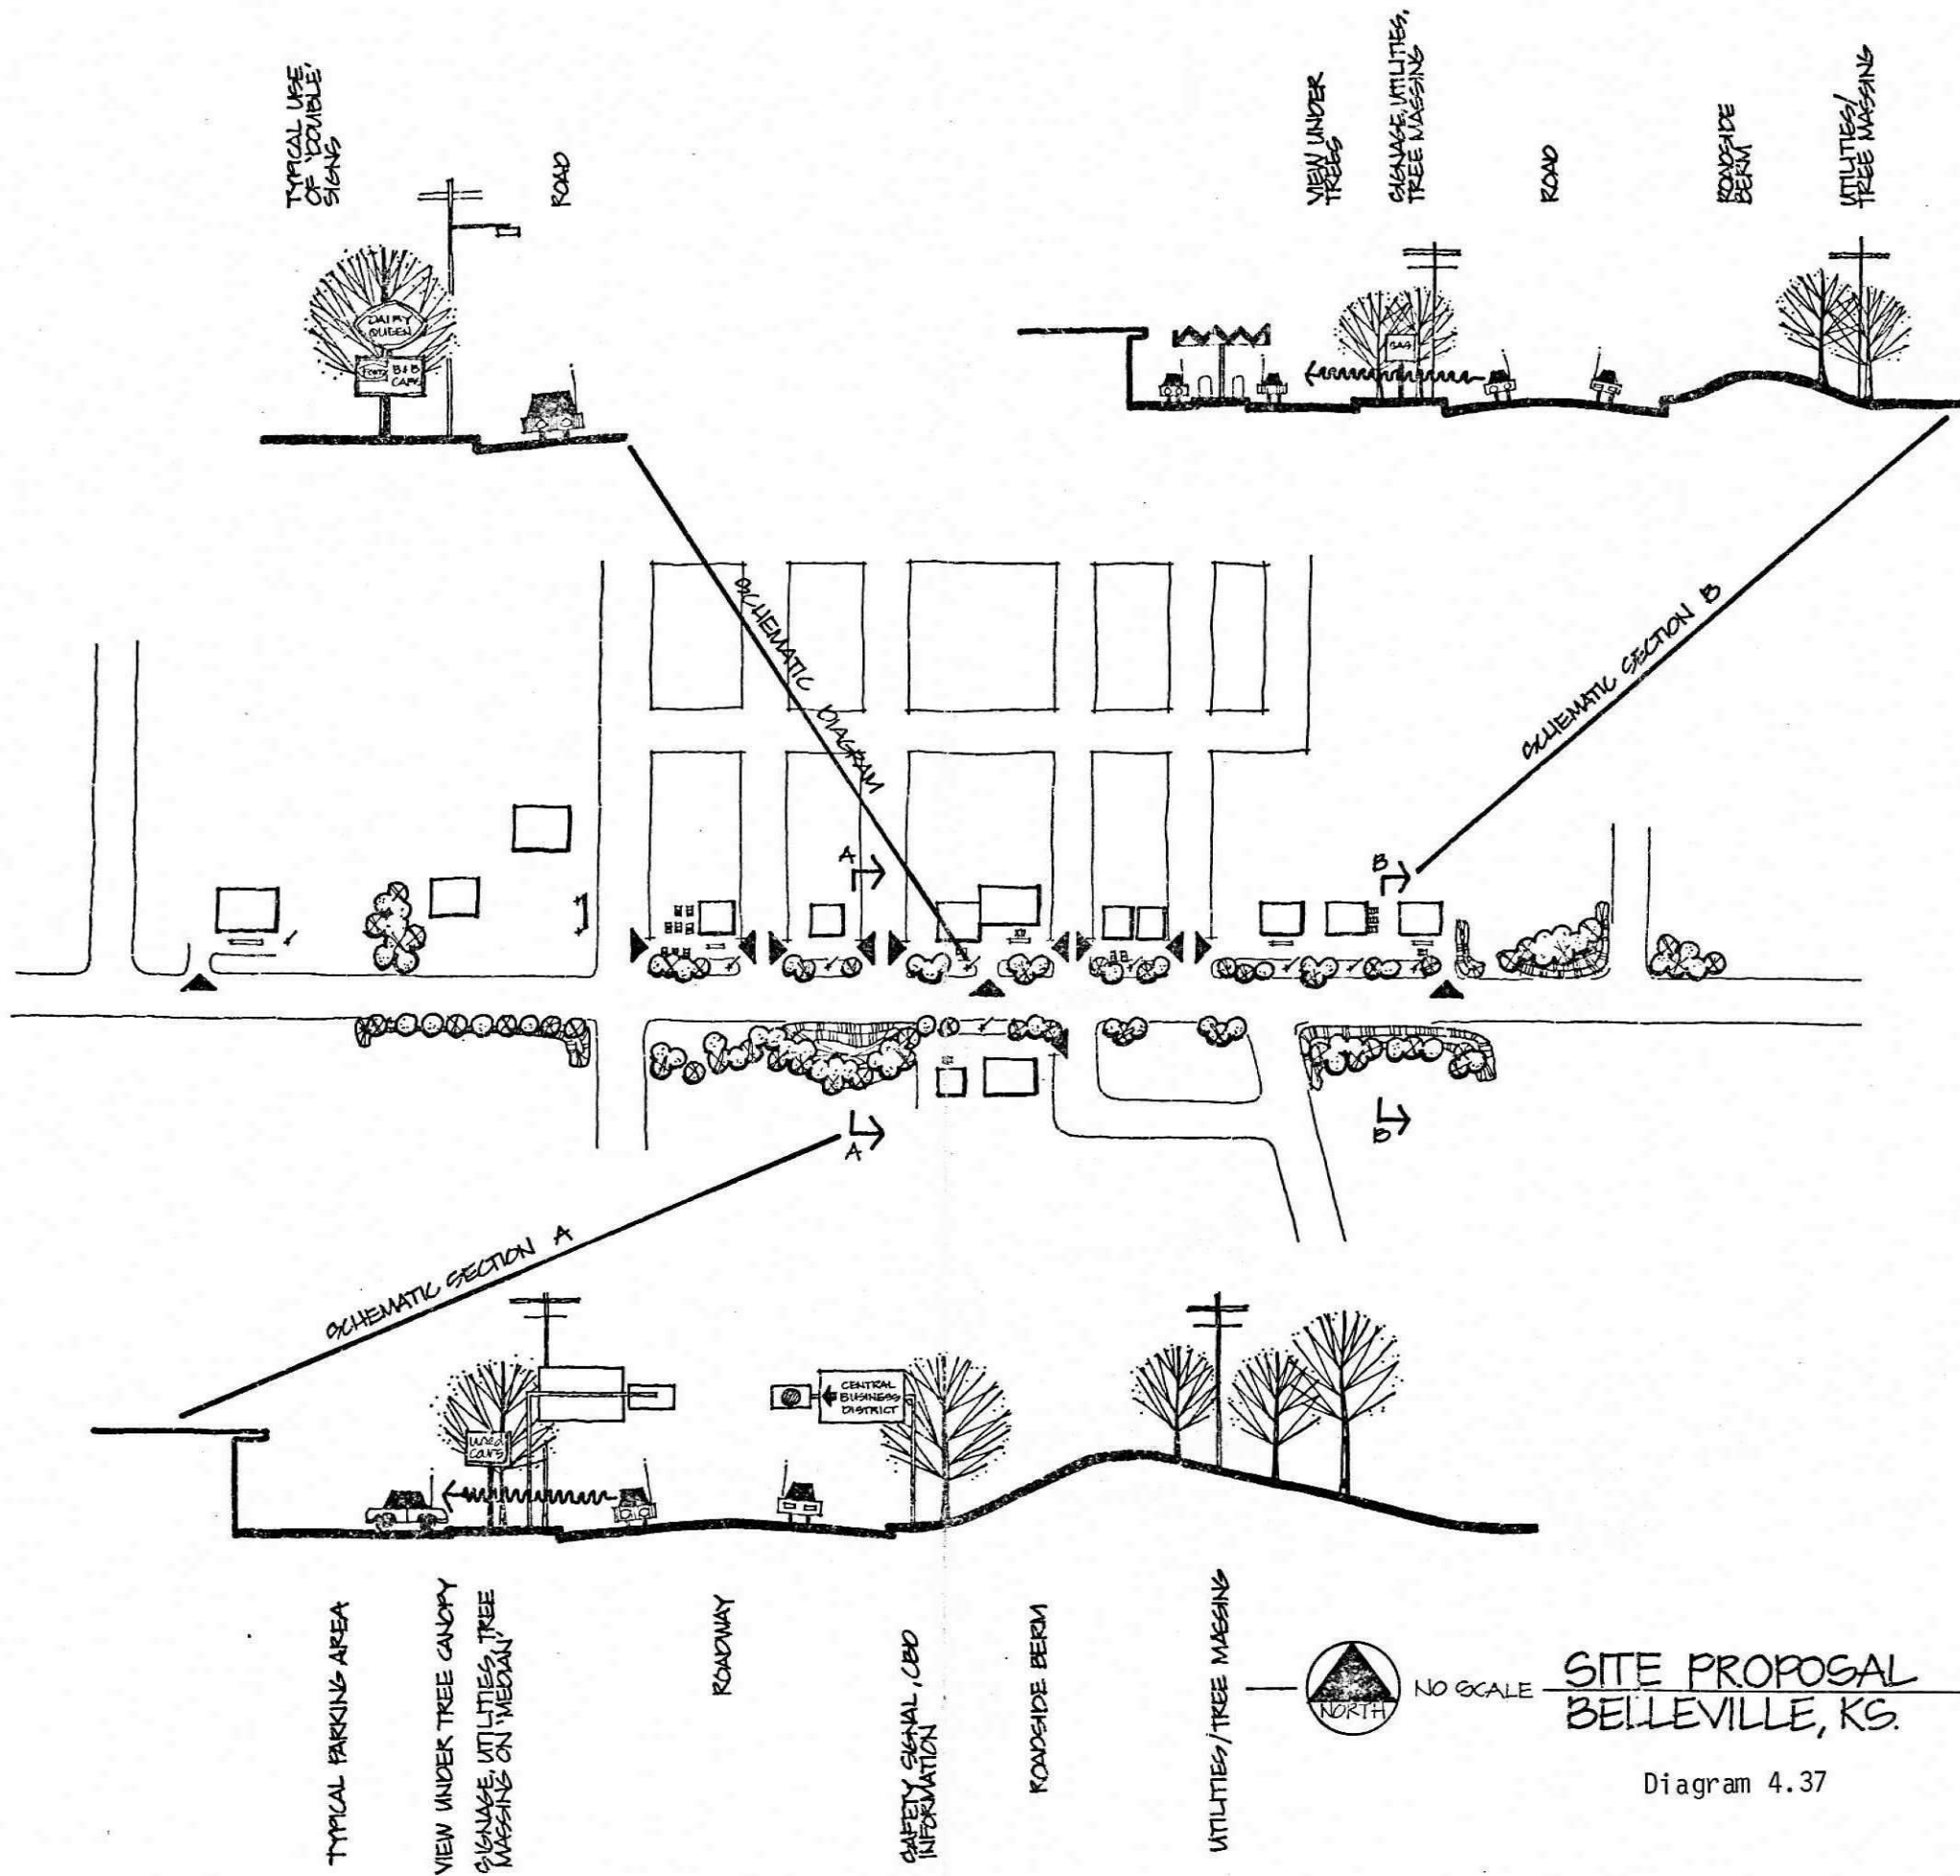 TYPICAL USE
OF 'DOUBLE'
SIGNS
ROAD
VIEW UNDER
TREES
SIGNAGE, UTILITIES,
TREE MASSING
ROAD
ROADSIDE
BERM
UTILITIES/
TREE MASSING
DAIRY
QUEEN
B&B
CAFE
GAS
SCHEMATIC DIAGRAM
SCHEMATIC SECTION B
A
B
A
B
SCHEMATIC SECTION A
CENTRAL
BUSINESS
DISTRICT
Used
Cars
TYPICAL PARKING AREA
VIEW UNDER TREE CANOPY
SIGNAGE, UTILITIES, TREE
MASSING ON 'MEDIAN'
ROADWAY
SAFETY SIGNAL, CBD
INFORMATION
ROADSIDE BERM
UTILITIES/TREE MASSING
NORTH
NO SCALE
SITE PROPOSAL
BELLEVILLE, KS.
Diagram 4.37